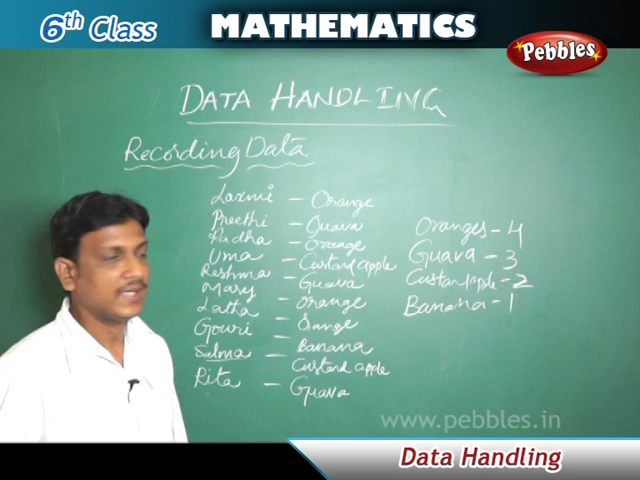 6th Class
MATHEMATICS
Pebbles
DATA HANDLING
Recording Data
Laxmi - Orange
Preethi - Guava
Radha - Orange
Uma - Custard apple
Reshma - Guava
Mary - Orange
Latha - Orange
Gouri - Banana
Salma - Custard apple
Rita - Guava
Oranges - 4
Guava - 3
Custard Apple - 2
Banana - 1
www.pebbles.in
Data Handling